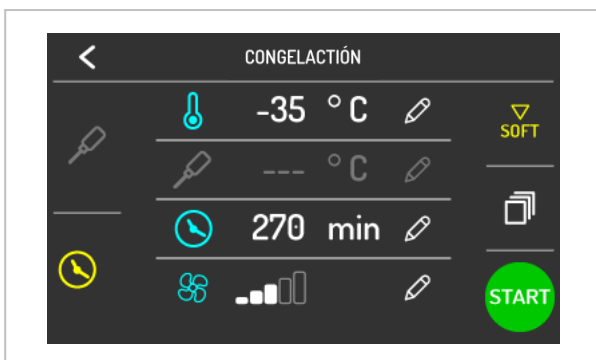 CONGELACTIÓN
-35 °C
SOFT
--- °C
270 min
START